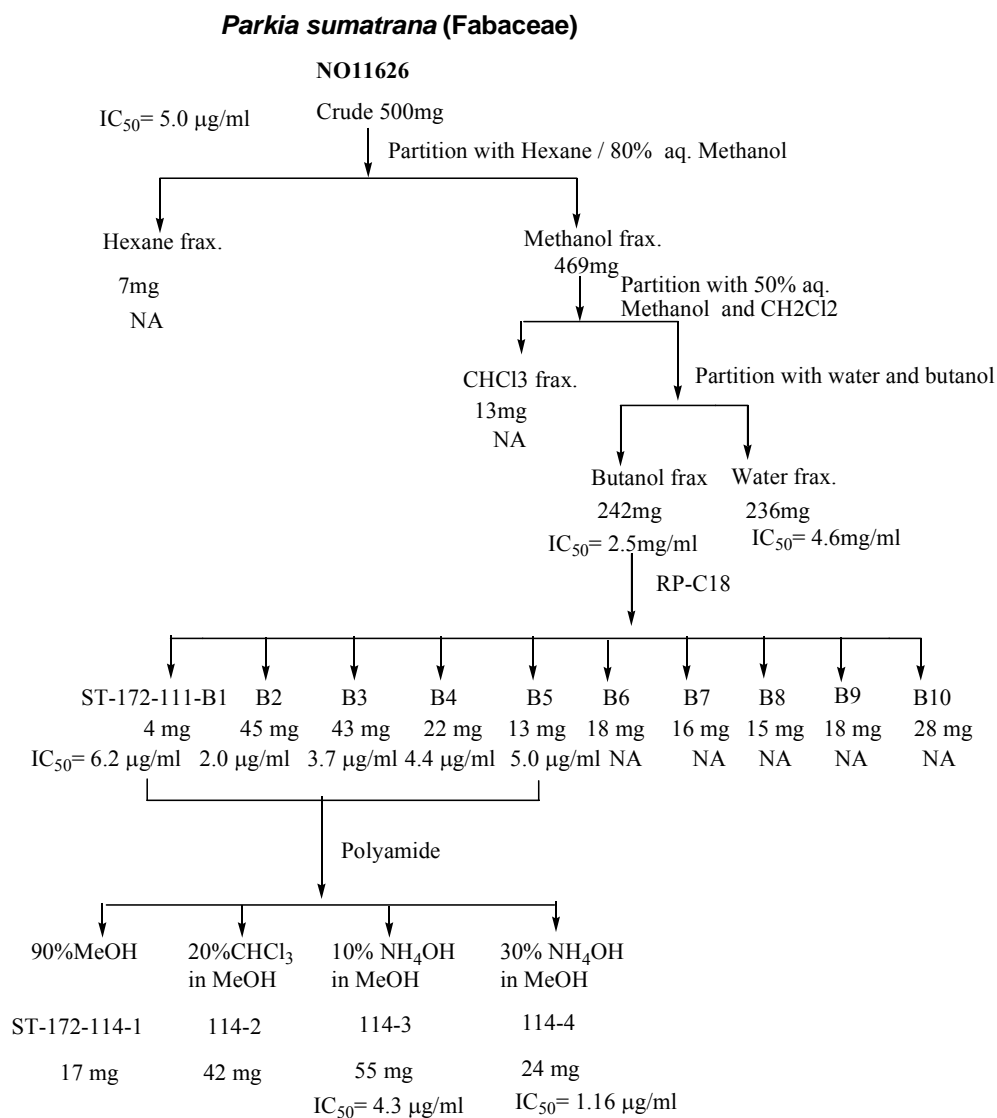 Parkia sumatrana (Fabaceae)
NO11626
IC50= 5.0 μg/ml
Crude 500mg
Partition with Hexane / 80% aq. Methanol
Hexane frax.
7mg
NA
Methanol frax.
469mg
Partition with 50% aq.
Methanol and CH2Cl2
CHCl3 frax.
13mg
NA
Partition with water and butanol
Butanol frax
242mg
IC50= 2.5mg/ml
Water frax.
236mg
IC50= 4.6mg/ml
RP-C18
ST-172-111-B1 B2 B3 B4 B5 B6 B7 B8 B9 B10
4 mg 45 mg 43 mg 22 mg 13 mg 18 mg 16 mg 15 mg 18 mg 28 mg
IC50= 6.2 μg/ml 2.0 μg/ml 3.7 μg/ml 4.4 μg/ml 5.0 μg/ml NA NA NA NA NA
Polyamide
90%MeOH
20%CHCl3
in MeOH
10% NH4OH
in MeOH
30% NH4OH
in MeOH
ST-172-114-1 114-2 114-3 114-4
17 mg 42 mg 55 mg 24 mg
IC50= 4.3 μg/ml IC50= 1.16 μg/ml